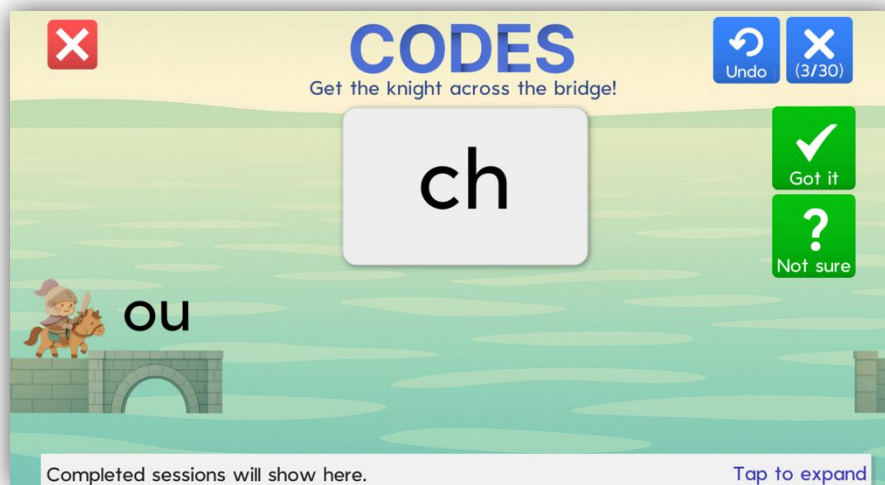 CODES
Get the knight across the bridge!
Undo
(3/30)
ch
Got it
?
Not sure
ou
Completed sessions will show here.
Tap to expand